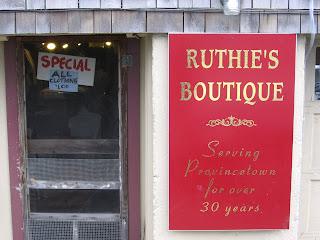 SPECIAL
ALL
CLOTHING
RUTHIE'S
BOUTIQUE
Serving
Provincetown
for over
30 years